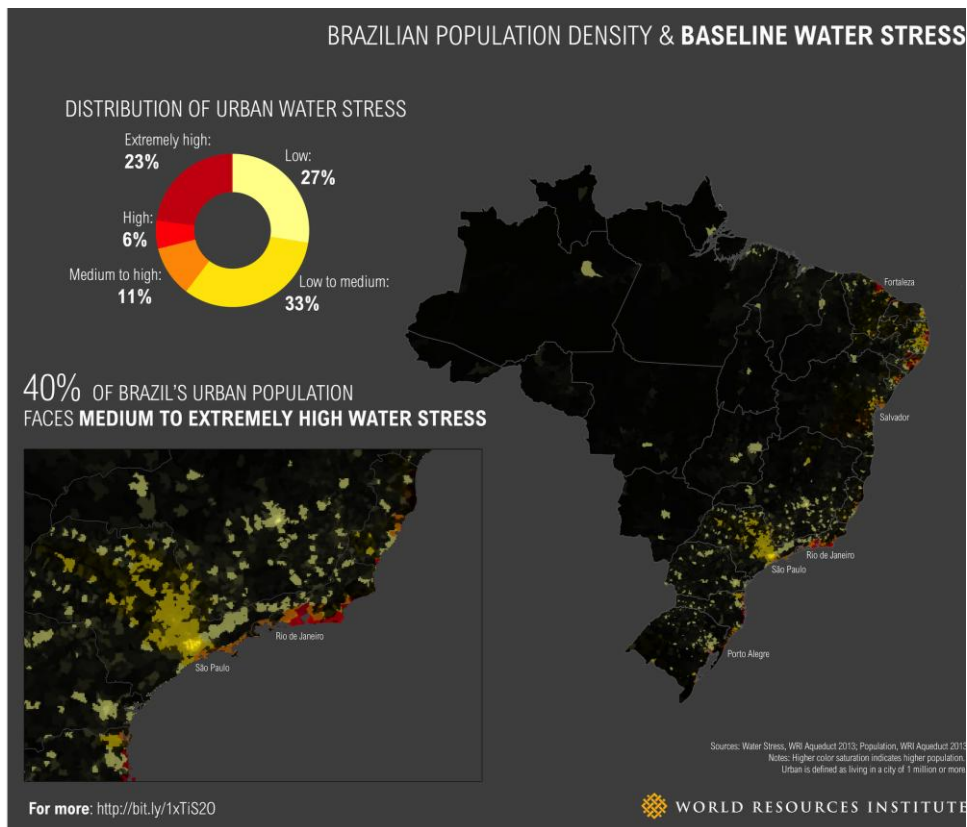 BRAZILIAN POPULATION DENSITY & BASELINE WATER STRESS
DISTRIBUTION OF URBAN WATER STRESS
Extremely high:
23%
Low:
27%
High:
6%
Medium to high:
11%
Low to medium:
33%
40% OF BRAZIL'S URBAN POPULATION
FACES MEDIUM TO EXTREMELY HIGH WATER STRESS
Rio de Janeiro
São Paulo
Fortaleza
Salvador
Rio de Janeiro
São Paulo
Porto Alegre
Sources: Water Stress, WRI Aqueduct 2013; Population, WRI Aqueduct 2013
Notes: Higher color saturation indicates higher population.
Urban is defined as living in a city of 1 million or more
For more: http://bit.ly/1xTiS2O
WORLD RESOURCES INSTITUTE